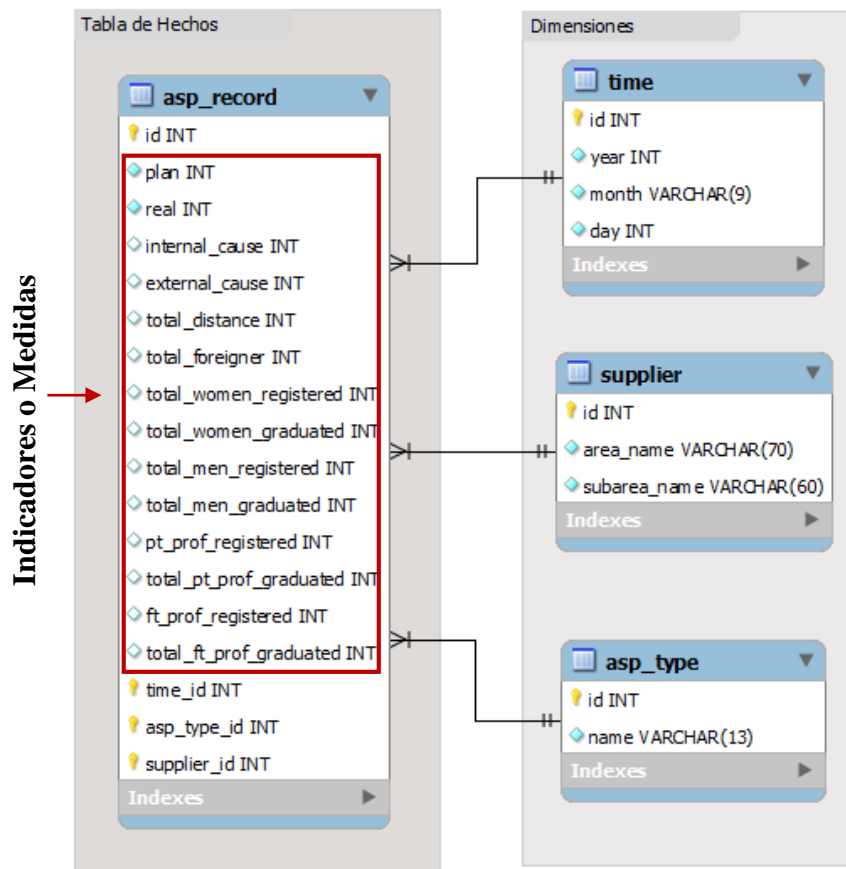 Tabla de Hechos
asp_record
id INT
plan INT
real INT
internal_cause INT
external_cause INT
total_distance INT
total_foreigner INT
total_women_registered INT
total_women_graduated INT
total_men_registered INT
total_men_graduated INT
pt_prof_registered INT
total_pt_prof_graduated INT
ft_prof_registered INT
total_ft_prof_graduated INT
time_id INT
asp_type_id INT
supplier_id INT
Indexes
Indicadores o Medidas
Dimensiones
time
id INT
year INT
month VARCHAR(9)
day INT
Indexes
supplier
id INT
area_name VARCHAR(70)
subarea_name VARCHAR(60)
Indexes
asp_type
id INT
name VARCHAR(13)
Indexes